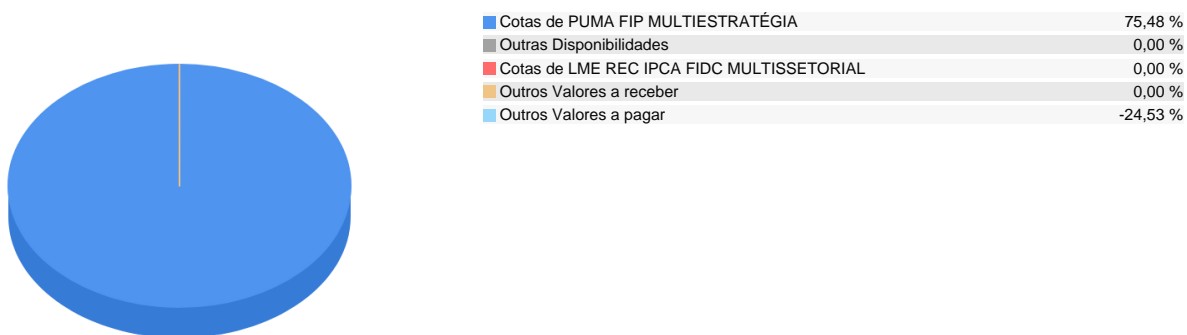 Cotas de PUMA FIP MULTIESTRATÉGIA 75,48 %
Outras Disponibilidades 0,00 %
Cotas de LME REC IPCA FIDC MULTISSETORIAL 0,00 %
Outros Valores a receber 0,00 %
Outros Valores a pagar -24,53 %